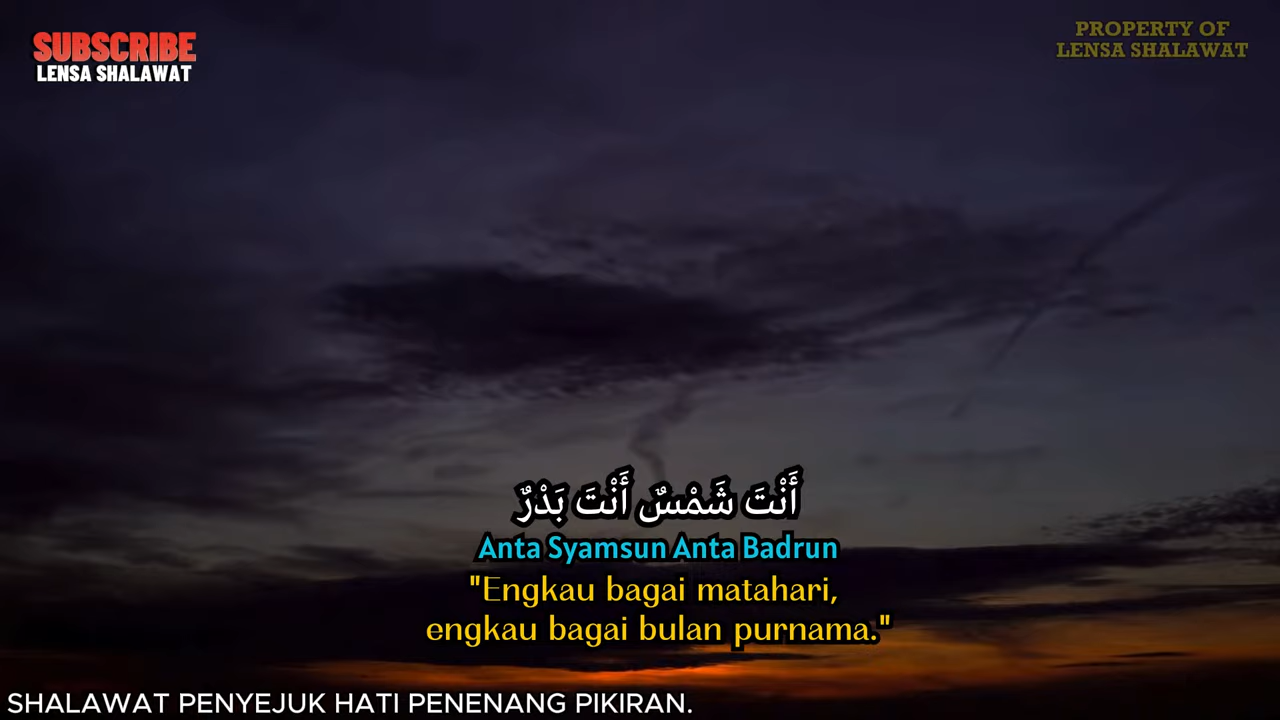 SUBSCRIBE
LENSA SHALAWAT
PROPERTY OF
LENSA SHALAWAT
أَنْتَ شَمْسٌ أَنْتَ بَدْرٌ
Anta Syamsun Anta Badrun
"Engkau bagai matahari,
engkau bagai bulan purnama."
SHALAWAT PENYEJUK HATI PENENANG PIKIRAN.